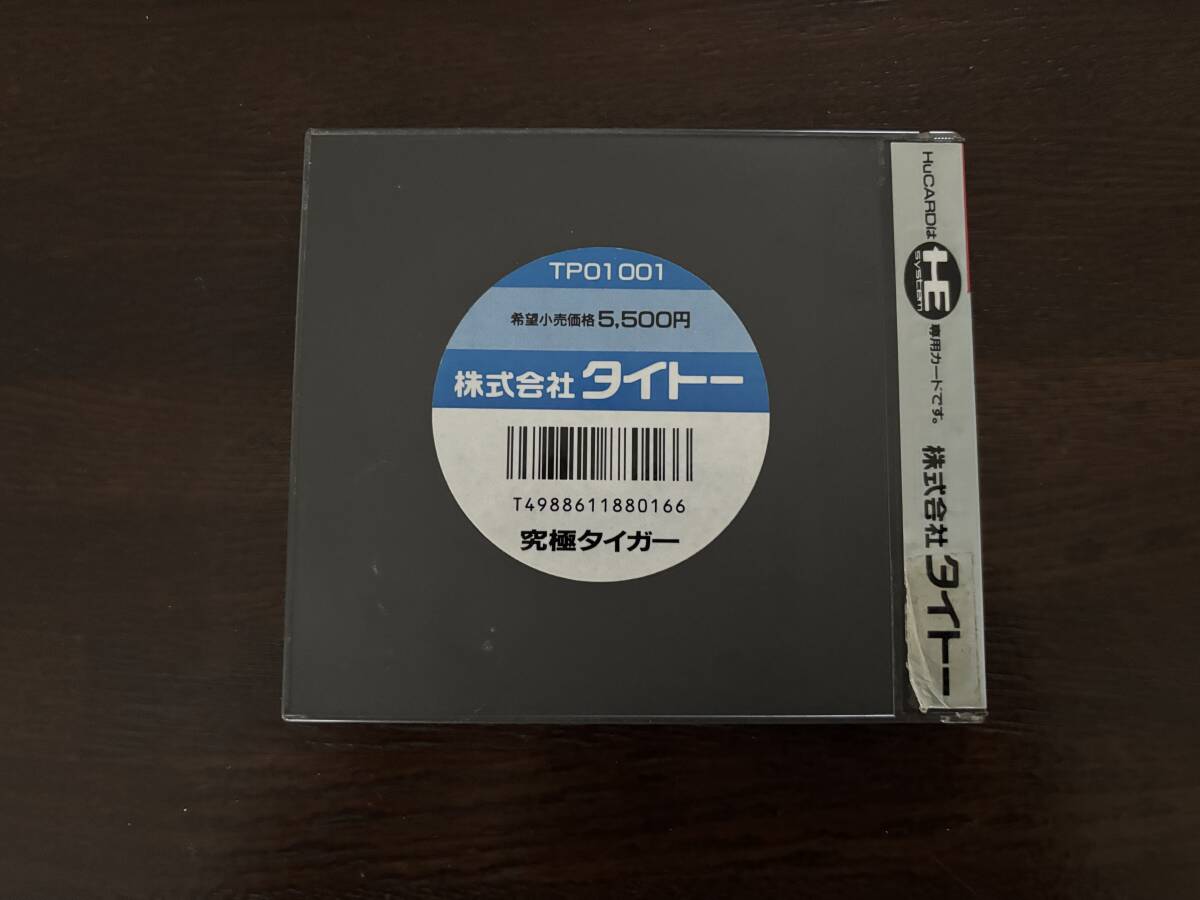 TP01001
希望小売価格 5,500円
株式会社 タイトー
T4988611880166
究極タイガー
HuCARDは HE system 専用カードです。 株式会社 タイトー